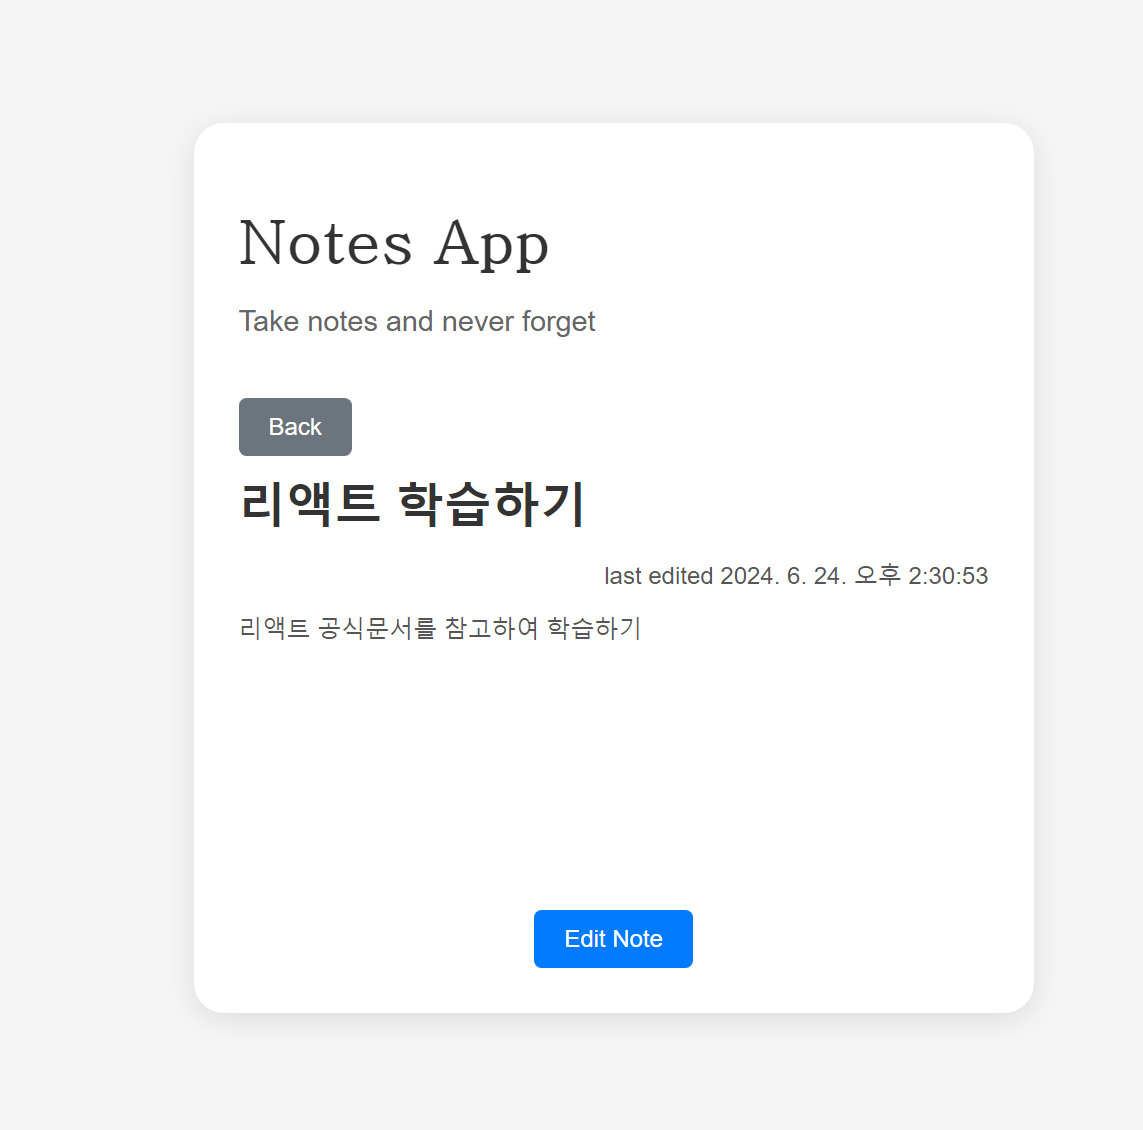 Notes App
Take notes and never forget
Back
리액트 학습하기
last edited 2024. 6. 24. 오후 2:30:53
리액트 공식문서를 참고하여 학습하기
Edit Note